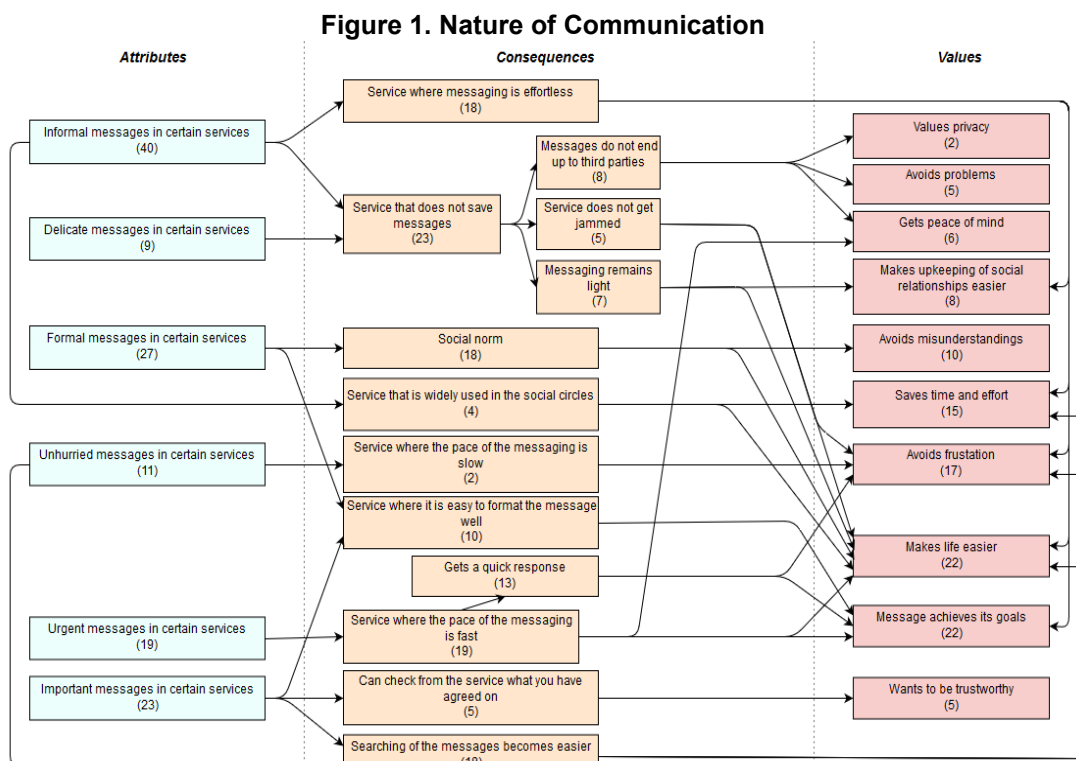 Figure 1. Nature of Communication
Attributes
Consequences
Values
Informal messages in certain services
(40)
Delicate messages in certain services
(9)
Formal messages in certain services
(27)
Unhurried messages in certain services
(11)
Urgent messages in certain services
(19)
Important messages in certain services
(23)
Service where messaging is effortless
(18)
Service that does not save
messages
(23)
Messages do not end
up to third parties
(8)
Service does not get
jammed
(5)
Messaging remains
light
(7)
Social norm
(18)
Service that is widely used in the social circles
(4)
Service where the pace of the messaging is
slow
(2)
Service where it is easy to format the message
well
(10)
Gets a quick response
(13)
Service where the pace of the messaging
is fast
(19)
Can check from the service what you have
agreed on
(5)
Searching of the messages becomes easier
Values privacy
(2)
Avoids problems
(5)
Gets peace of mind
(6)
Makes upkeeping of social
relationships easier
(8)
Avoids misunderstandings
(10)
Saves time and effort
(15)
Avoids frustation
(17)
Makes life easier
(22)
Message achieves its goals
(22)
Wants to be trustworthy
(5)